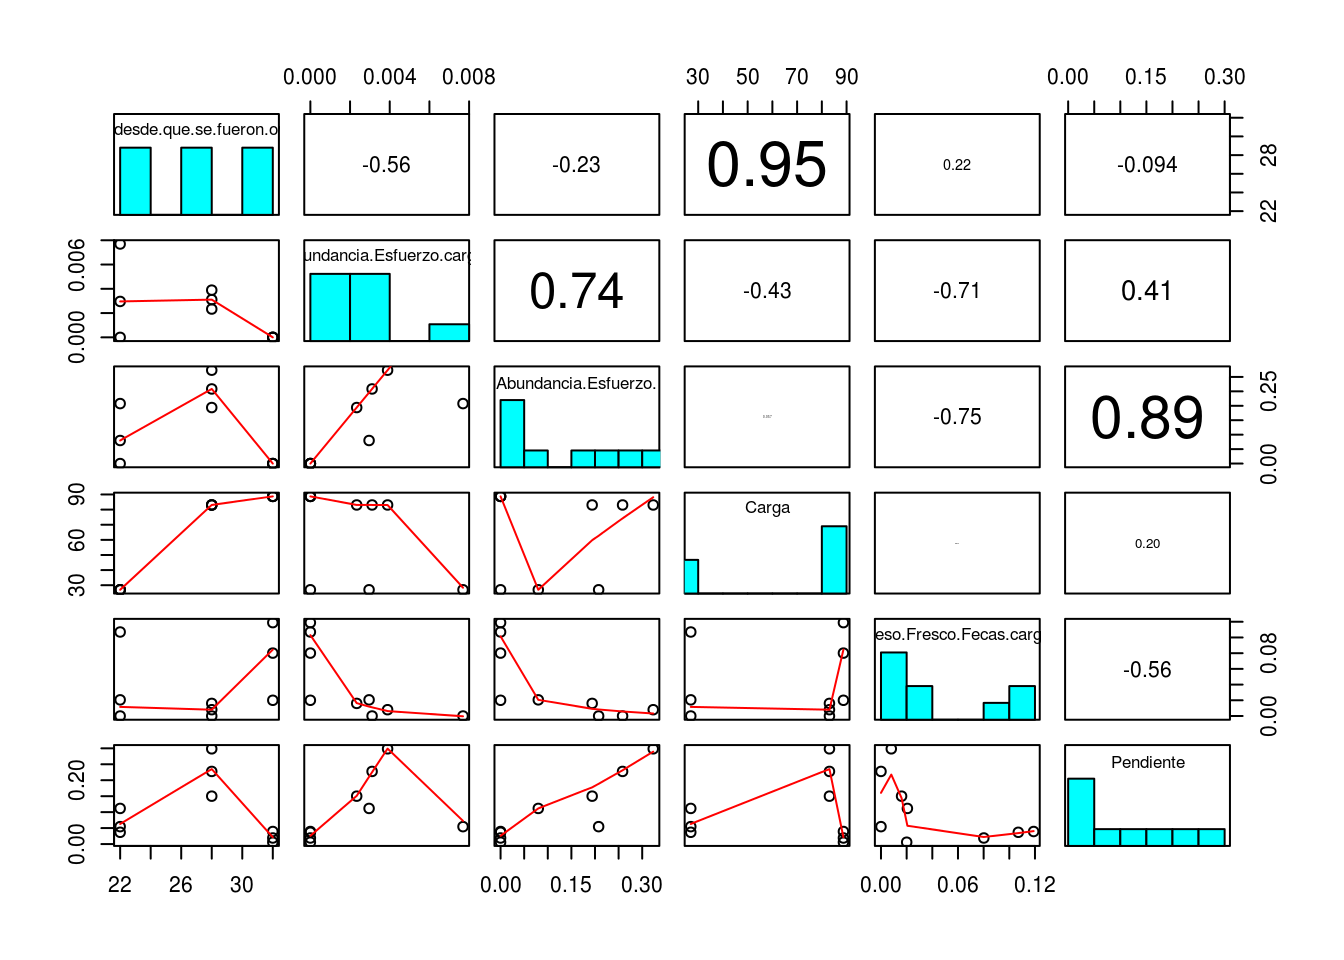 0.000 0.004 0.008 30 50 70 90 0.00 0.15 0.30
desde.que.se.fueron.o
-0.56 -0.23 0.95 0.22 -0.094
22 28
0.000 0.006
undancia.Esfuerzo.carg
0.74 -0.43 -0.71 0.41
Abundancia.Esfuerzo.
-0.75 0.89
0.00 0.25
30 60 90
Carga
0.20
eso.Fresco.Fecas.carg
-0.56
0.00 0.08
0.00 0.20
Pendiente
22 26 30 0.00 0.15 0.30 0.00 0.06 0.12